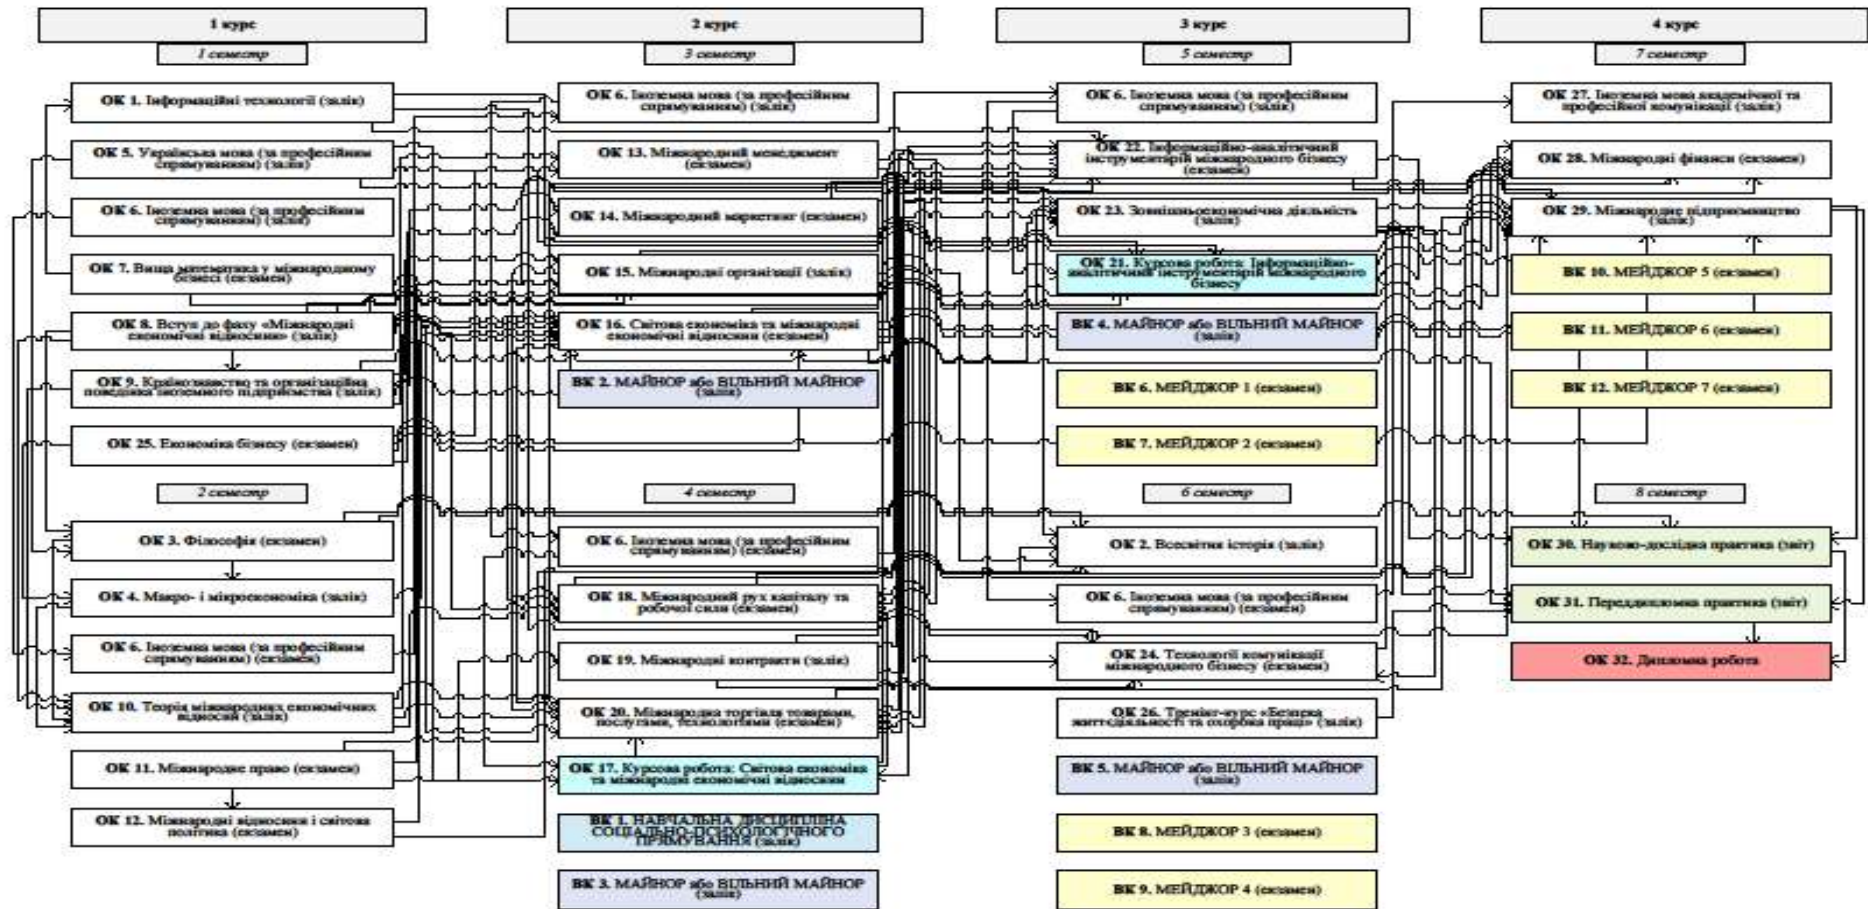 1 курс
1 семестр
ОК 1. Інформаційні технології (залік)
ОК 5. Українська мова (за професійним
спрямуванням) (залік)
ОК 6. Іноземна мова (за професійним
спрямуванням) (залік)
ОК 7. Вища математика у міжнародному
бізнесі (екзамен)
ОК 8. Вступ до фаху «Міжнародні
економічні відносини» (залік)
ОК 9. Країнознавство та організаційна
поведінка іноземного підприємства (залік)
ОК 25. Економіка бізнесу (екзамен)
2 семестр
ОК 3. Філософія (екзамен)
ОК 4. Макро- і мікроекономіка (залік)
ОК 6. Іноземна мова (за професійним
спрямуванням) (екзамен)
ОК 10. Теорія міжнародних економічних
відносин (залік)
ОК 11. Міжнародне право (екзамен)
ОК 12. Міжнародні відносини і світова
політика (екзамен)
2 курс
3 семестр
ОК 6. Іноземна мова (за професійним
спрямуванням) (залік)
ОК 13. Міжнародний менеджмент
(екзамен)
ОК 14. Міжнародний маркетинг (екзамен)
ОК 15. Міжнародні організації (залік)
ОК 16. Світова економіка та міжнародні
економічні відносини (екзамен)
ВК 2. МАЙНОР або ВІЛЬНИЙ МАЙНОР
(залік)
4 семестр
ОК 6. Іноземна мова (за професійним
спрямуванням) (екзамен)
ОК 18. Міжнародний рух капіталу та
робочої сили (екзамен)
ОК 19. Міжнародні контракти (залік)
ОК 20. Міжнародна торгівля товарами,
послугами, технологіями (екзамен)
ОК 17. Курсова робота: Світова економіка
та міжнародні економічні відносини
ВК 1. НАВЧАЛЬНА ДИСЦИПЛІНА
СОЦІАЛЬНО-ПСИХОЛОГІЧНОГО
ПРЯМУВАННЯ (залік)
ВК 3. МАЙНОР або ВІЛЬНИЙ МАЙНОР
(залік)
3 курс
5 семестр
ОК 6. Іноземна мова (за професійним
спрямуванням) (залік)
ОК 22. Інформаційно-аналітичний
інструментарій міжнародного бізнесу
(екзамен)
ОК 23. Зовнішньоекономічна діяльність
(залік)
ОК 21. Курсова робота: Інформаційно-
аналітичний інструментарій міжнародного
бізнесу
ВК 4. МАЙНОР або ВІЛЬНИЙ МАЙНОР
(залік)
ВК 6. МЕЙДЖОР 1 (екзамен)
ВК 7. МЕЙДЖОР 2 (екзамен)
6 семестр
ОК 2. Всесвітня історія (залік)
ОК 6. Іноземна мова (за професійним
спрямуванням) (екзамен)
ОК 24. Технології комунікації
міжнародного бізнесу (екзамен)
ОК 26. Тренінг-курс «Безпека
життєдіяльності та охорона праці» (залік)
ВК 5. МАЙНОР або ВІЛЬНИЙ МАЙНОР
(залік)
ВК 8. МЕЙДЖОР 3 (екзамен)
ВК 9. МЕЙДЖОР 4 (екзамен)
4 курс
7 семестр
ОК 27. Іноземна мова академічної та
професійної комунікації (залік)
ОК 28. Міжнародні фінанси (екзамен)
ОК 29. Міжнародне підприємництво
(залік)
ВК 10. МЕЙДЖОР 5 (екзамен)
ВК 11. МЕЙДЖОР 6 (екзамен)
ВК 12. МЕЙДЖОР 7 (екзамен)
8 семестр
ОК 30. Науково-дослідна практика (звіт)
ОК 31. Переддипломна практика (звіт)
ОК 32. Дипломна робота